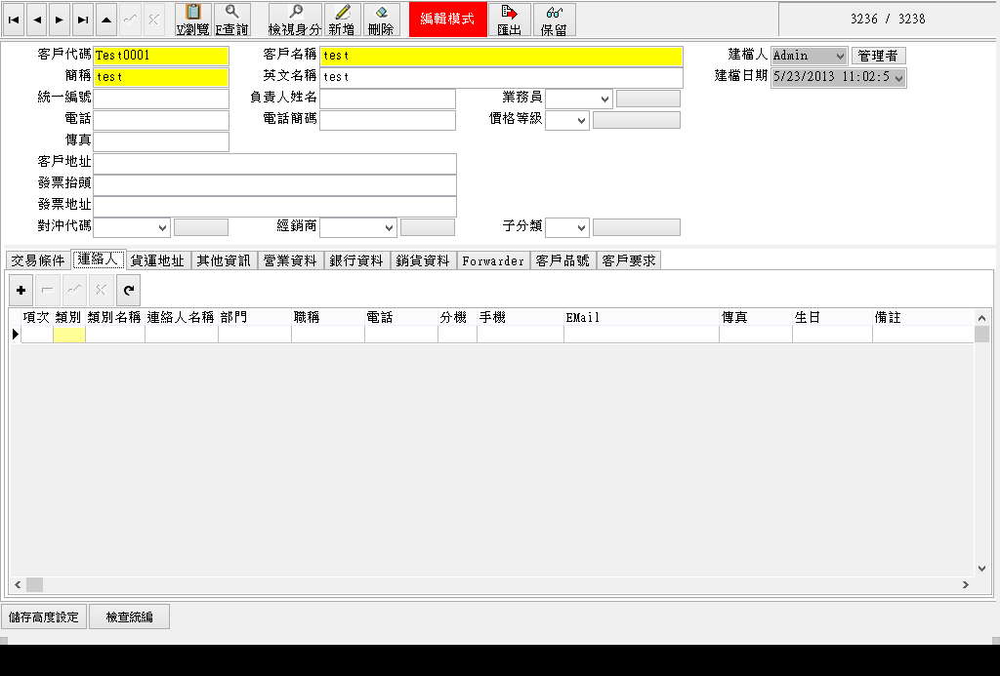 V瀏覽 F查詢 檢視身分 新增 刪除 編輯模式 匯出 保留 3236 / 3238
客戶代碼 Test0001 客戶名稱 test 建檔人 Admin 管理者
簡稱 test 英文名稱 test 建檔日期 5/23/2013 11:02:5
統一編號 負責人姓名 業務員
電話 電話簡碼 價格等級
傳真
客戶地址
發票抬頭
發票地址
對沖代碼 經銷商 子分類
交易條件 連絡人 貨運地址 其他資訊 營業資料 銀行資料 銷貨資料 Forwarder 客戶品號 客戶要求
項次 類別 類別名稱 連絡人名稱 部門 職稱 電話 分機 手機 EMail 傳真 生日 備註
儲存高度設定 檢查統編